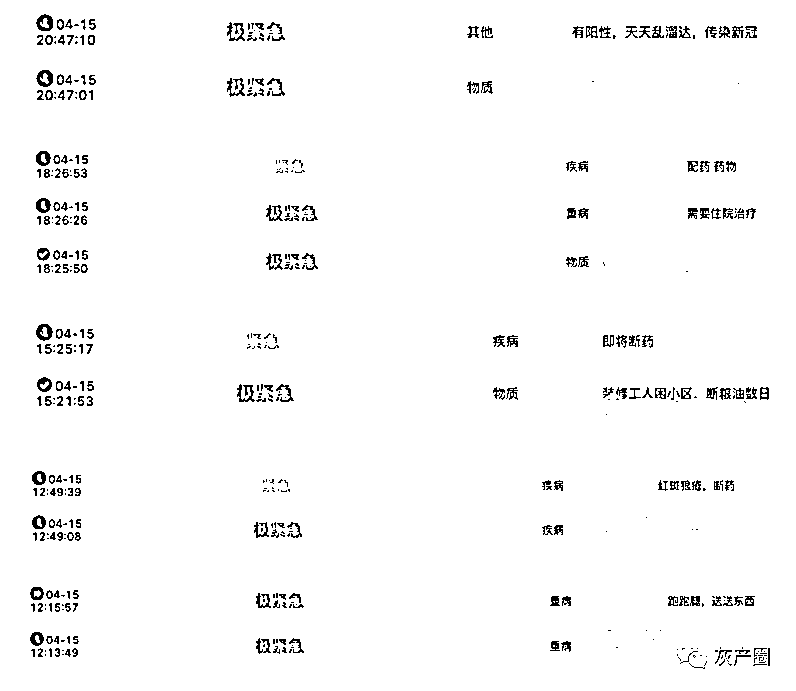 04-15
20:47:10 极紧急 其他 有阳性，天天乱溜达，传染新冠
04-15
20:47:01 极紧急 物质
04-15
18:26:53 紧急 疾病 配药 药物
04-15
18:26:26 极紧急 重病 需要住院治疗
04-15
18:25:50 极紧急 物质
04-15
15:25:17 紧急 疾病 即将断药
04-15
15:21:53 极紧急 物质 装修工人困小区．断粮油数日
04-15
12:49:39 紧急 疾病 红斑狼疮，断药
04-15
12:49:08 极紧急 疾病
04-15
12:15:57 极紧急 重病 跑跑腿，送送东西
04-15
12:13:49 极紧急 重病
灰产圈